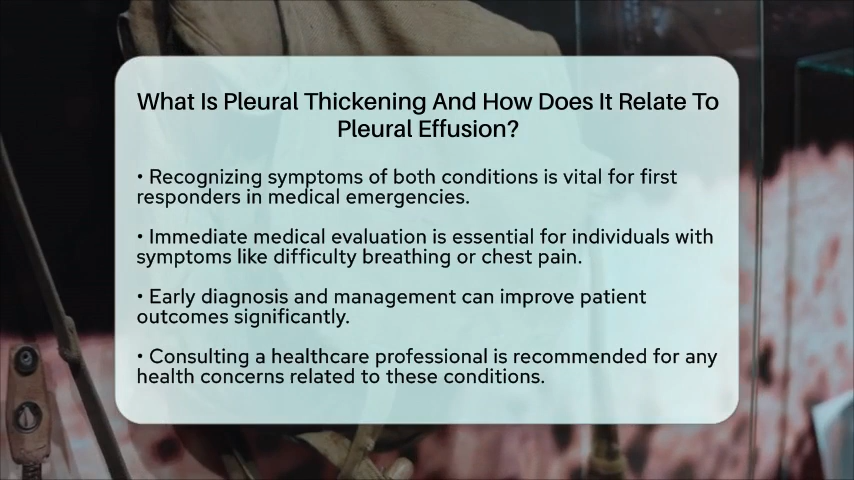 What Is Pleural Thickening And How Does It Relate To
Pleural Effusion?
• Recognizing symptoms of both conditions is vital for first
responders in medical emergencies.
• Immediate medical evaluation is essential for individuals with
symptoms like difficulty breathing or chest pain.
• Early diagnosis and management can improve patient
outcomes significantly.
• Consulting a healthcare professional is recommended for any
health concerns related to these conditions.